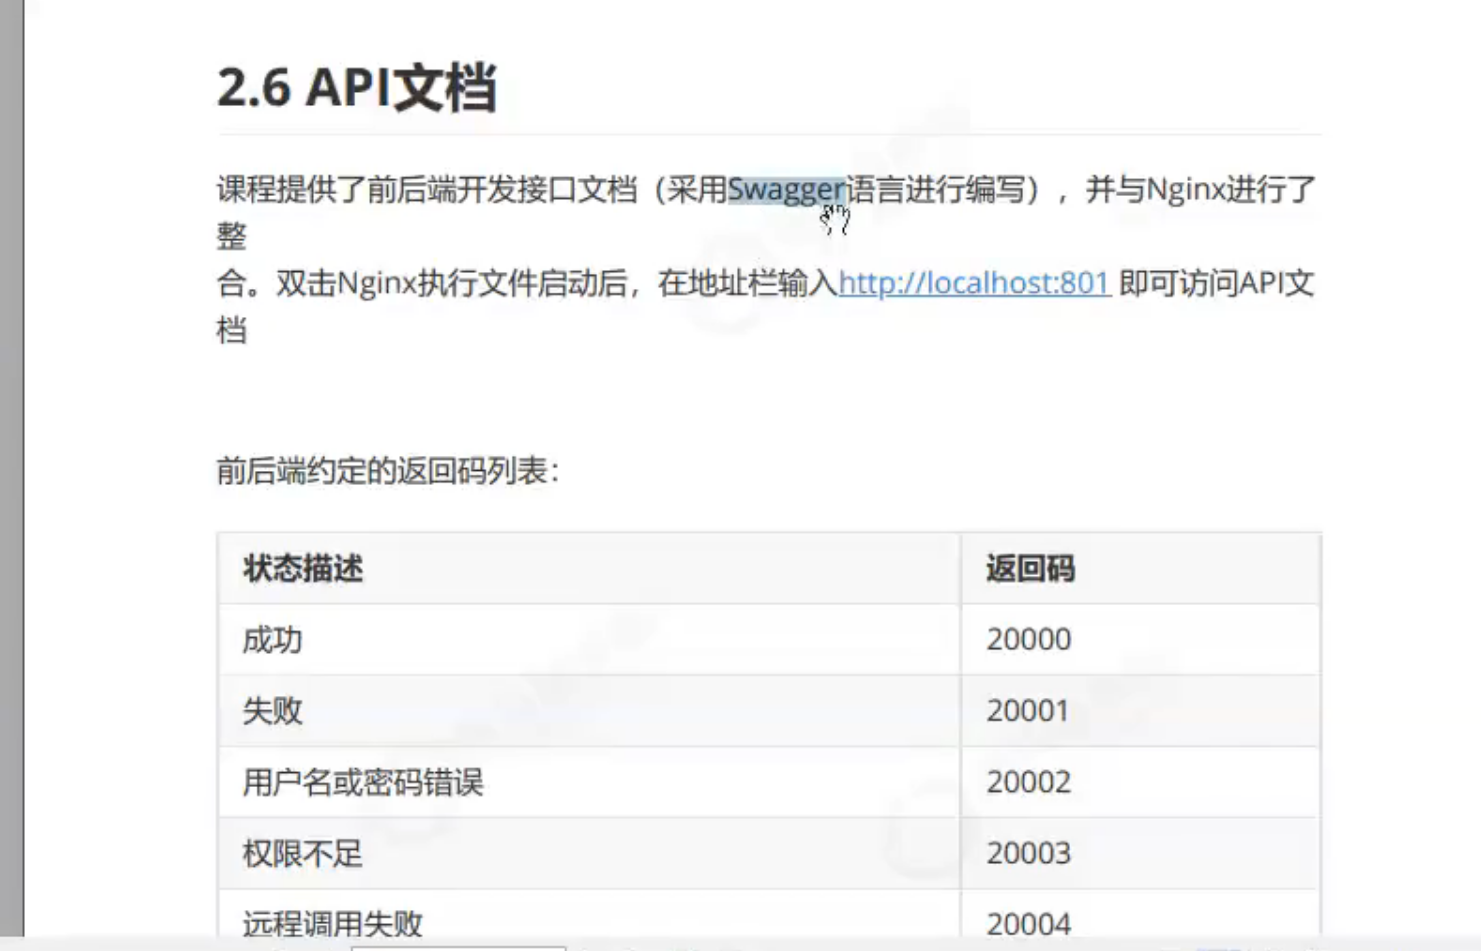 2.6 API文档
课程提供了前后端开发接口文档（采用Swagger语言进行编写），并与Nginx进行了
整
合。双击Nginx执行文件启动后，在地址栏输入http://localhost:801 即可访问API文
档
前后端约定的返回码列表：
状态描述 返回码
成功 20000
失败 20001
用户名或密码错误 20002
权限不足 20003
远程调用失败 20004